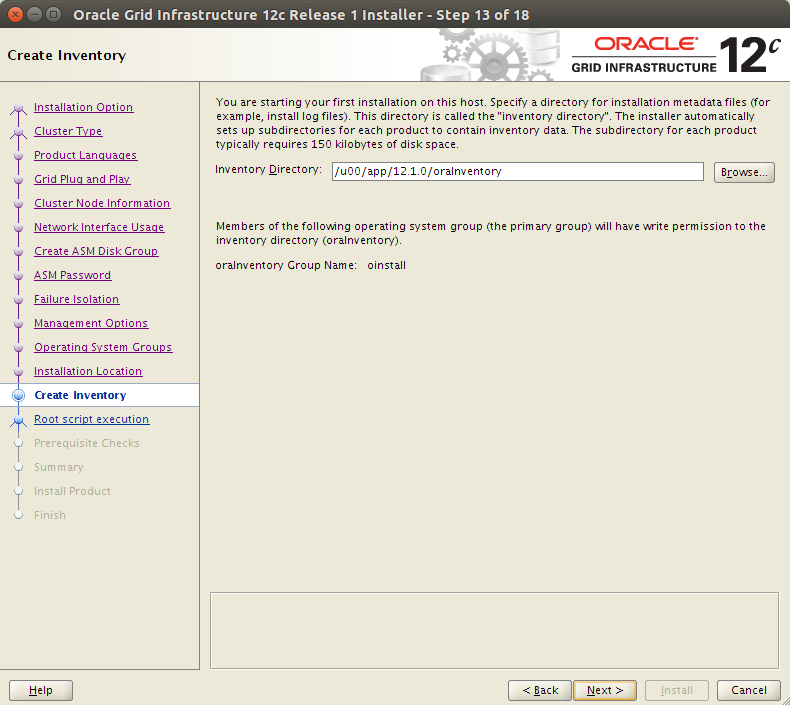 Oracle Grid Infrastructure 12c Release 1 Installer - Step 13 of 18
Create Inventory
ORACLE
GRID INFRASTRUCTURE 12c
Installation Option
Cluster Type
Product Languages
Grid Plug and Play
Cluster Node Information
Network Interface Usage
Create ASM Disk Group
ASM Password
Failure Isolation
Management Options
Operating System Groups
Installation Location
Create Inventory
Root script execution
Prerequisite Checks
Summary
Install Product
Finish
You are starting your first installation on this host. Specify a directory for installation metadata files (for
example, install log files). This directory is called the "inventory directory". The installer automatically
sets up subdirectories for each product to contain inventory data. The subdirectory for each product
typically requires 150 kilobytes of disk space.
Inventory Directory: /u00/app/12.1.0/oraInventory Browse...
Members of the following operating system group (the primary group) will have write permission to the
inventory directory (oraInventory).
oraInventory Group Name: oinstall
Help < Back Next > Install Cancel